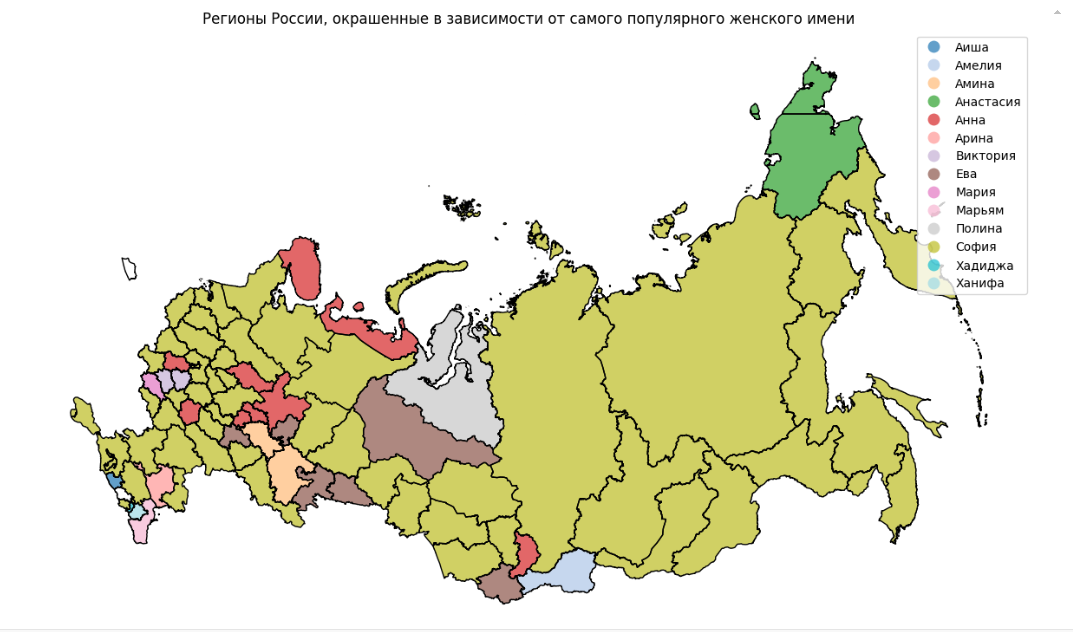 Регионы России, окрашенные в зависимости от самого популярного женского имени
Аиша
Амелия
Амина
Анастасия
Анна
Арина
Виктория
Ева
Мария
Марьям
Полина
София
Хадиджа
Ханифа